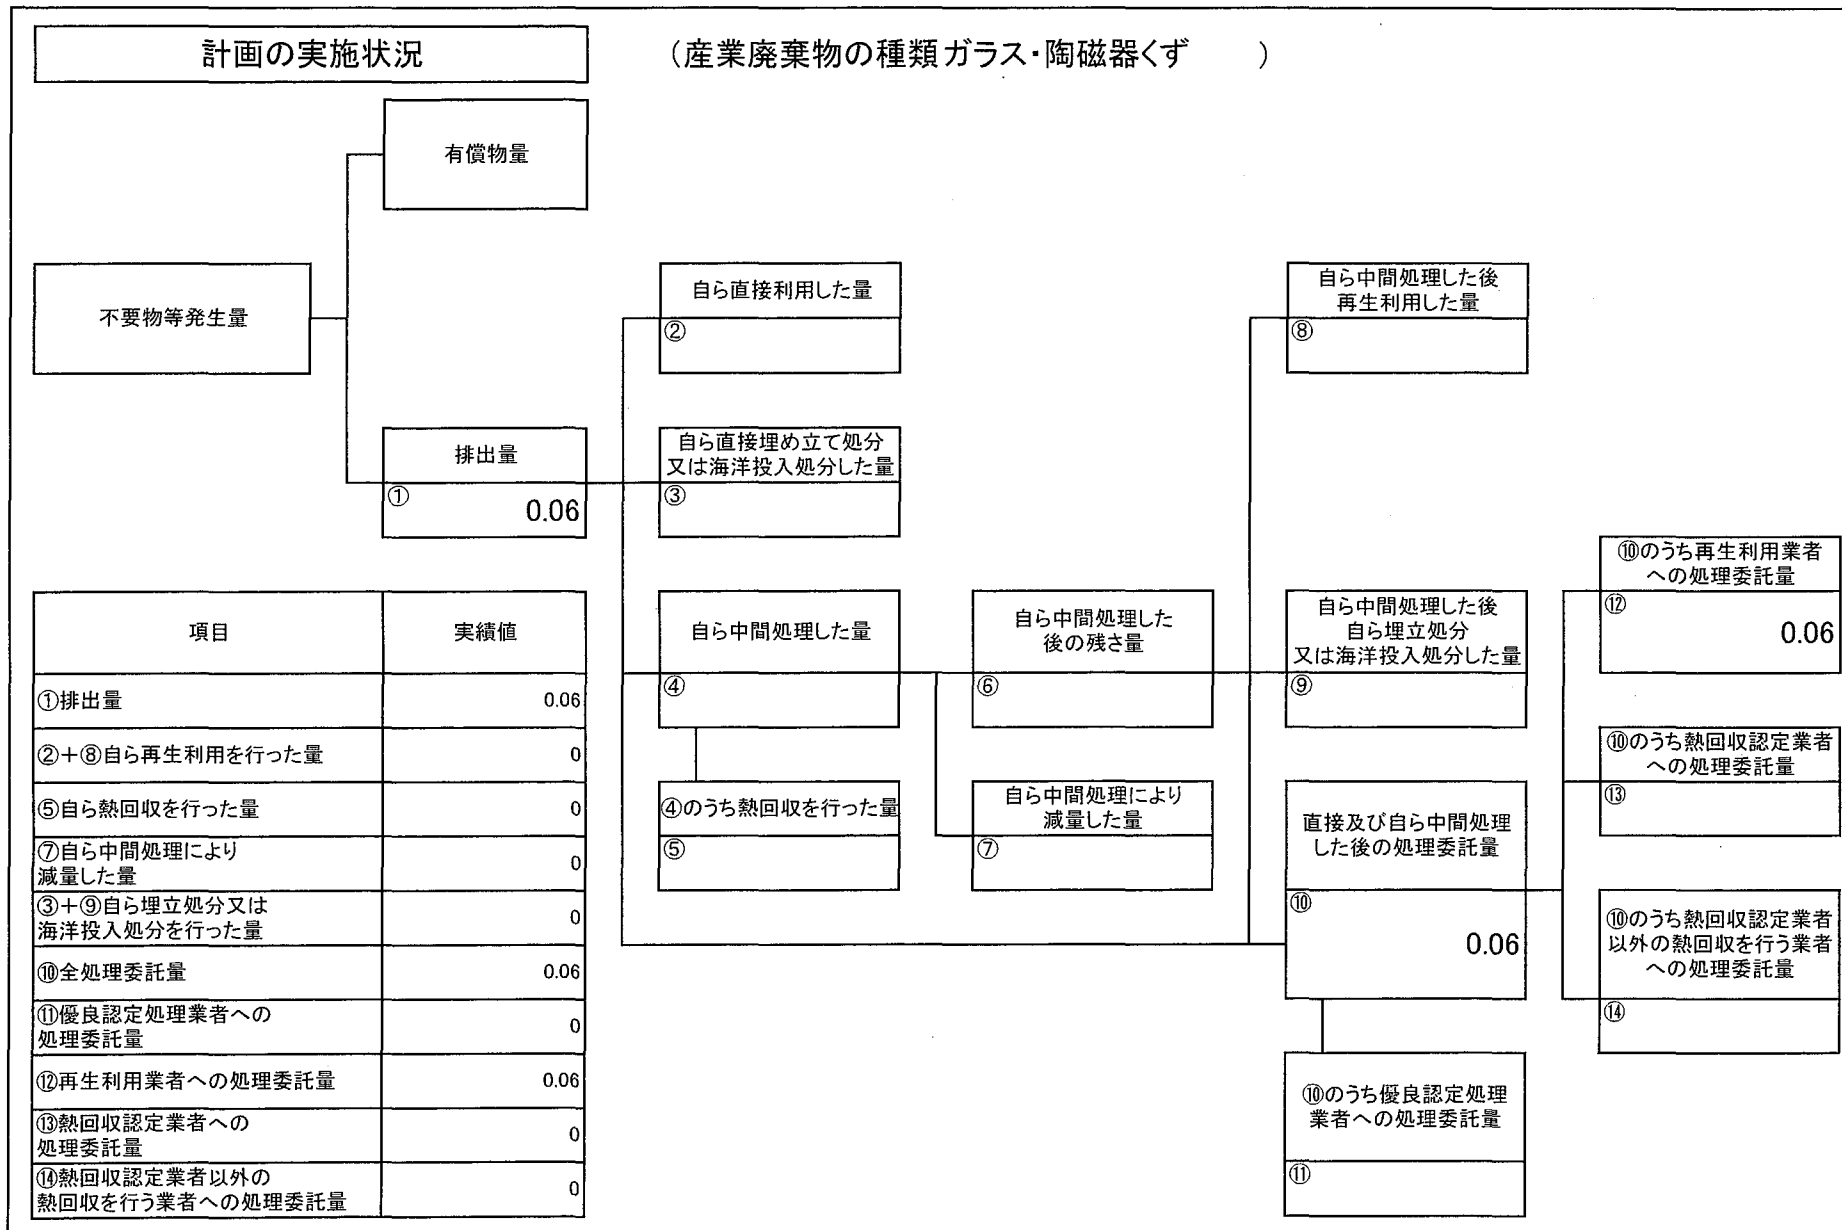 計画の実施状況
（産業廃棄物の種類ガラス・陶磁器くず　　）
有償物量
不要物等発生量
排出量
①
0.06
自ら直接利用した量
②
自ら直接埋め立て処分
又は海洋投入処分した量
③
自ら中間処理した量
④
④のうち熱回収を行った量
⑤
自ら中間処理した
後の残さ量
⑥
自ら中間処理により
減量した量
⑦
自ら中間処理した後
再生利用した量
⑧
自ら中間処理した後
自ら埋立処分
又は海洋投入処分した量
⑨
直接及び自ら中間処理
した後の処理委託量
⑩
0.06
⑩のうち優良認定処理
業者への処理委託量
⑪
⑩のうち再生利用業者
への処理委託量
⑫
0.06
⑩のうち熱回収認定業者
への処理委託量
⑬
⑩のうち熱回収認定業者
以外の熱回収を行う業者
への処理委託量
⑭
項目 実績値
①排出量 0.06
②＋⑧自ら再生利用を行った量 0
⑤自ら熱回収を行った量 0
⑦自ら中間処理により
減量した量 0
③＋⑨自ら埋立処分又は
海洋投入処分を行った量 0
⑩全処理委託量 0.06
⑪優良認定処理業者への
処理委託量 0
⑫再生利用業者への処理委託量 0.06
⑬熱回収認定業者への
処理委託量 0
⑭熱回収認定業者以外の
熱回収を行う業者への処理委託量 0